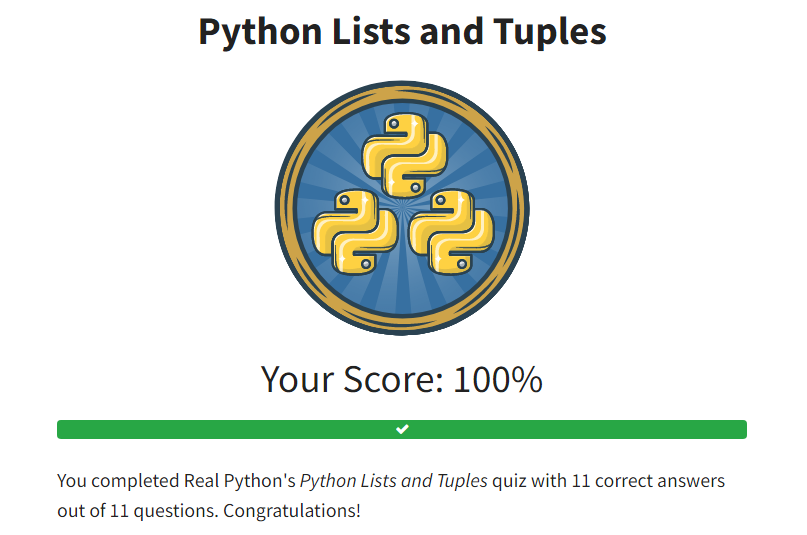 Python Lists and Tuples
Your Score: 100%
You completed Real Python's Python Lists and Tuples quiz with 11 correct answers
out of 11 questions. Congratulations!